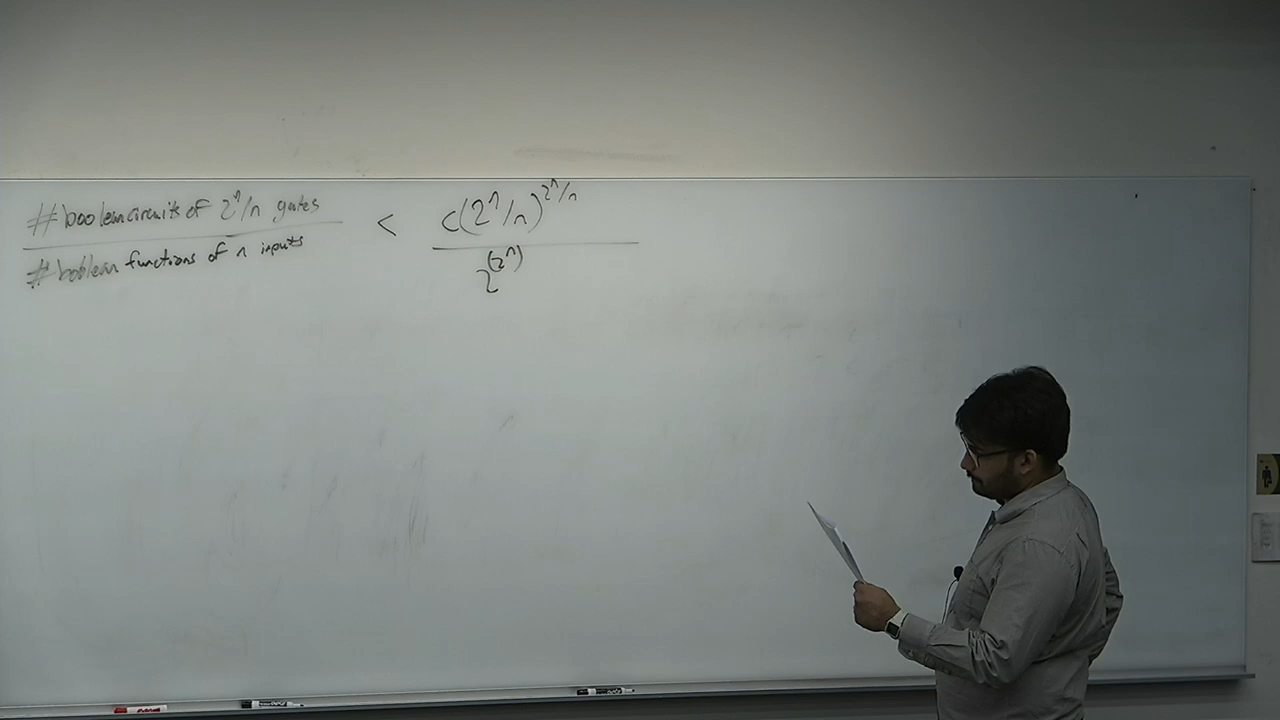 #boolean circuits of 2^n/n gates < c(2^n/n)^{2^n/n}
#boolean functions of n inputs 2^{(2^n)}